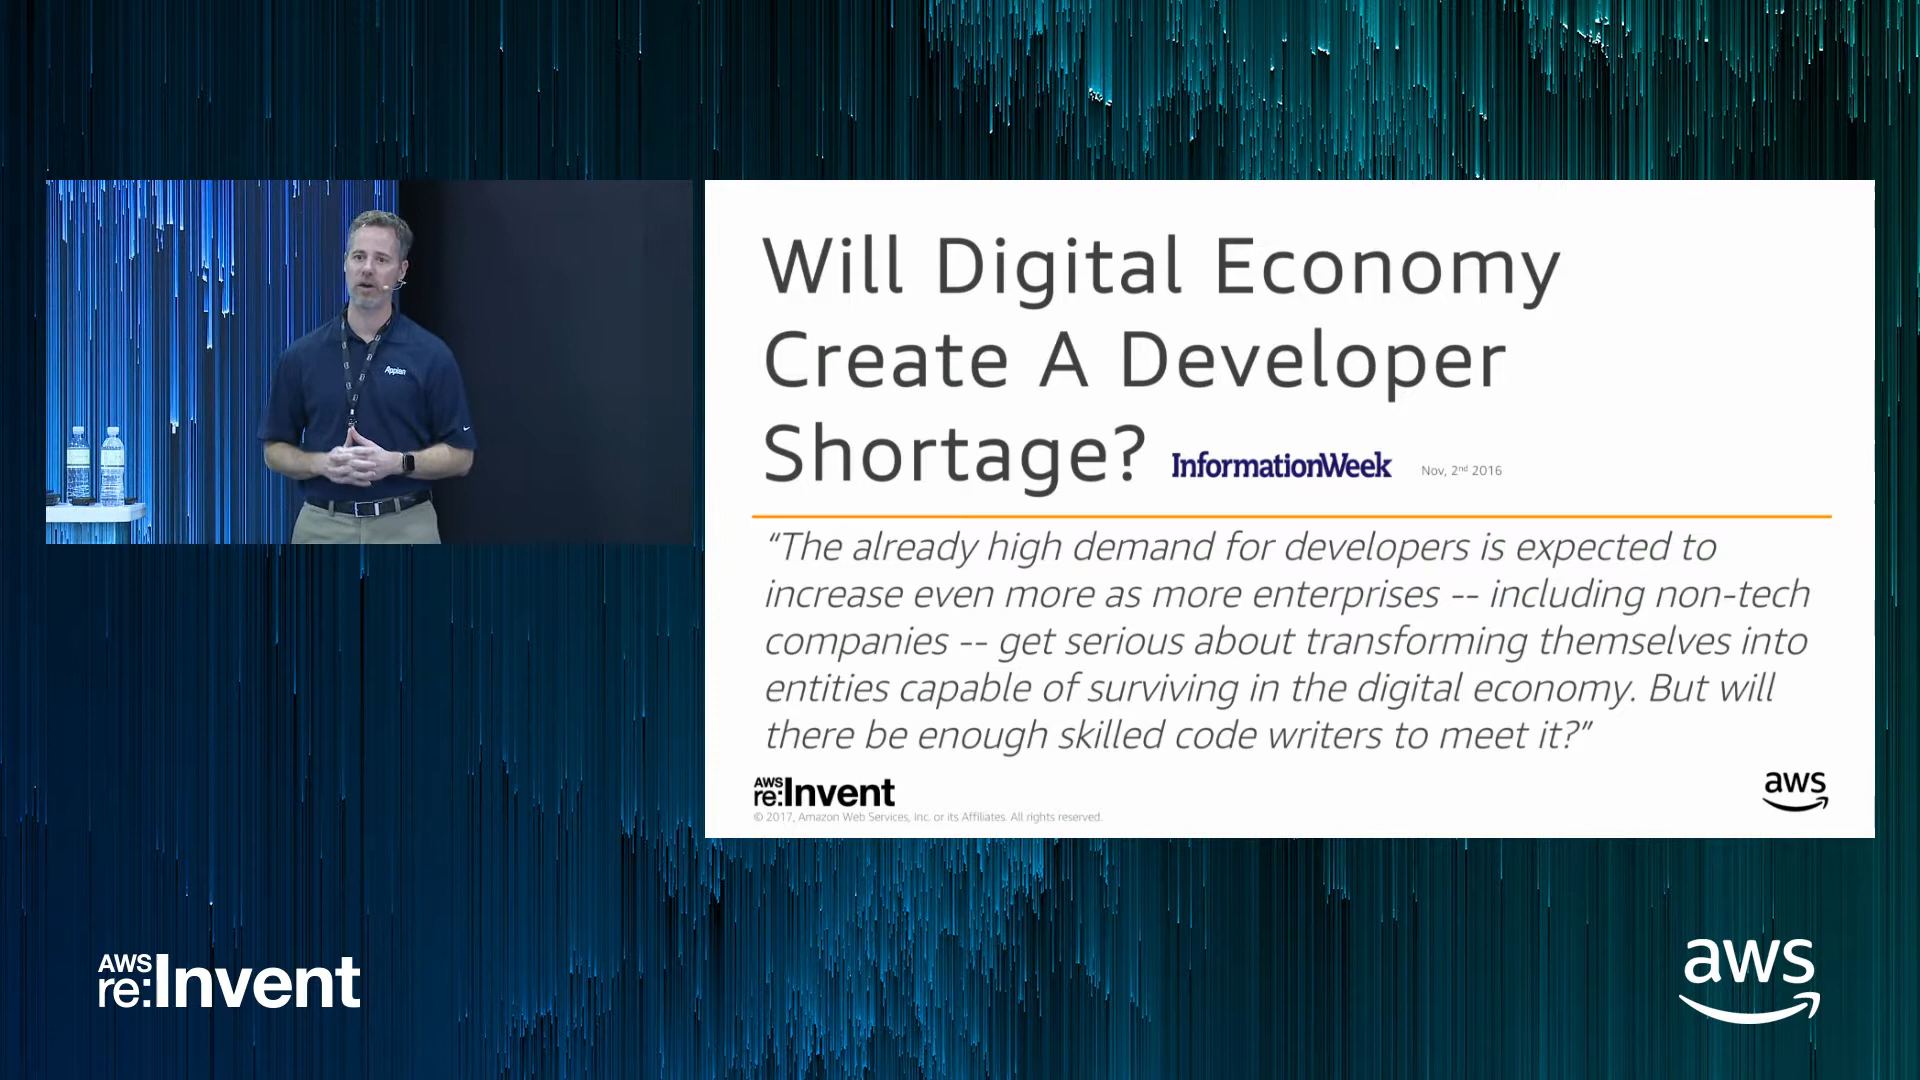 Appian
Will Digital Economy
Create A Developer
Shortage? InformationWeek Nov, 2nd 2016
“The already high demand for developers is expected to
increase even more as more enterprises -- including non-tech
companies -- get serious about transforming themselves into
entities capable of surviving in the digital economy. But will
there be enough skilled code writers to meet it?”
AWS
re:Invent
aws
© 2017, Amazon Web Services, Inc. or its Affiliates. All rights reserved.
AWS
re:Invent
aws